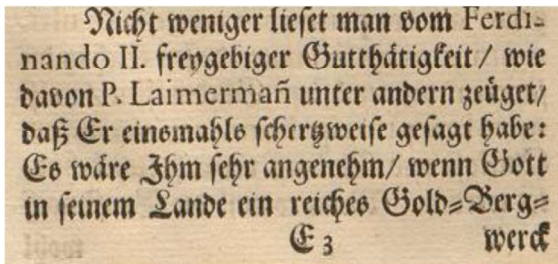 Nicht weniger lieſet man vom Ferdi-
nando II. freygebiger Gutthätigkeit / wie
davon P. Laimermañ unter andern zeüget/
daß Er einsmahls ſchertzweiſe geſagt habe:
Es wäre Ihm ſehr angenehm/ wenn Gott
in ſeinem Lande ein reiches Gold-Berg-
E 3 werck